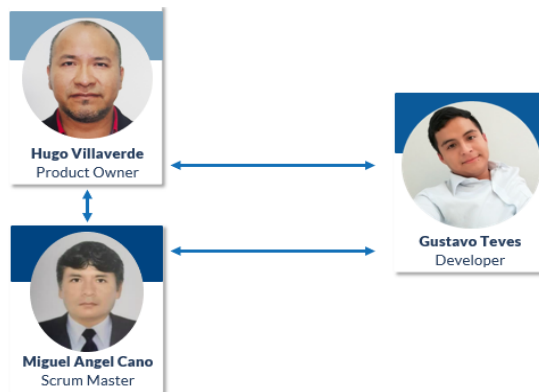 Hugo Villaverde
Product Owner
Gustavo Teves
Developer
Miguel Angel Cano
Scrum Master